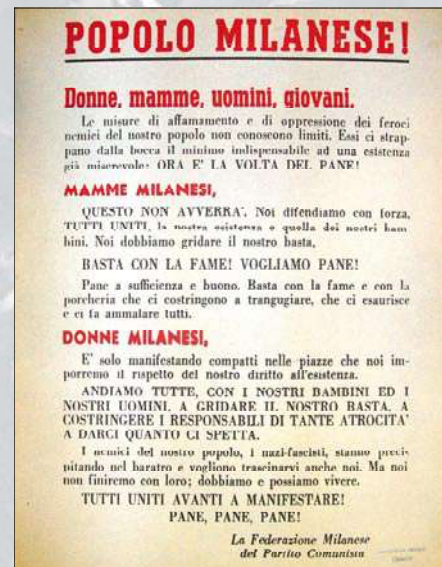 POPOLO MILANESE!
Donne, mamme, uomini, giovani,
Le misure di affamamento e di oppressione dei feroci
nemici del nostro popolo non conoscono limiti. Essi ci strap-
pano dalla bocca il minimo indispensabile ad una esistenza
già miserevole: ORA E' LA VOLTA DEL PANE!
MAMME MILANESI,
QUESTO NON AVVERRA'. Noi difendiamo con forza,
TUTTI UNITI, la nostra esistenza e quella dei nostri bam-
bini. Noi dobbiamo gridare il nostro basta.
BASTA CON LA FAME! VOGLIAMO PANE!
Pane a sufficienza e buono. Basta con la fame e con la
porcheria che ci costringono a trangugiare, che ci esaurisce
e ci fa ammalare tutti.
DONNE MILANESI,
E' solo manifestando compatti nelle piazze che noi im-
porremo il rispetto del nostro diritto all'esistenza.
ANDIAMO TUTTE, CON I NOSTRI BAMBINI ED I
NOSTRI UOMINI, A GRIDARE IL NOSTRO BASTA, A
COSTRINGERE I RESPONSABILI DI TANTE ATROCITA'
A DARCI QUANTO CI SPETTA.
I nemici del nostro popolo, i nazi-fascisti, stanno preci-
pitando nel baratro e vogliono trascinarvi anche noi. Ma noi
non finiremo con loro; dobbiamo e possiamo vivere.
TUTTI UNITI AVANTI A MANIFESTARE!
PANE, PANE, PANE!
La Federazione Milanese
del Partito Comunista